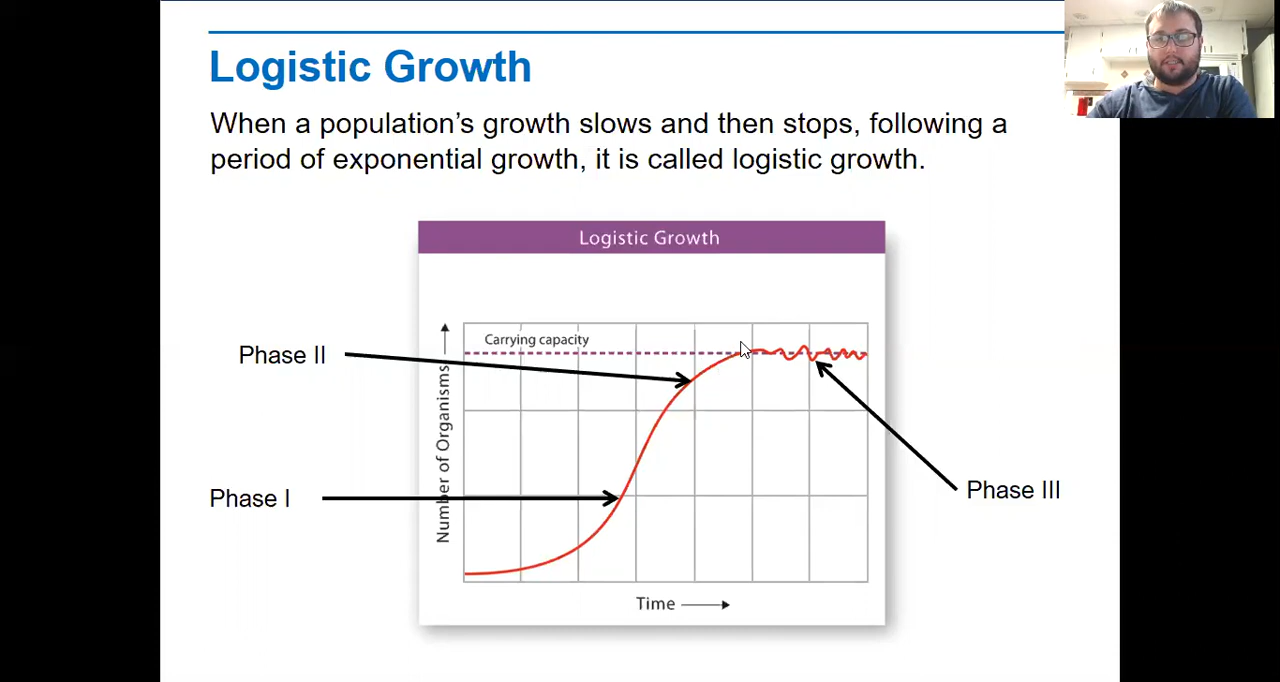 Logistic Growth
When a population's growth slows and then stops, following a
period of exponential growth, it is called logistic growth.
Logistic Growth
Carrying capacity
Phase II
Number of Organisms
Phase I
Phase III
Time